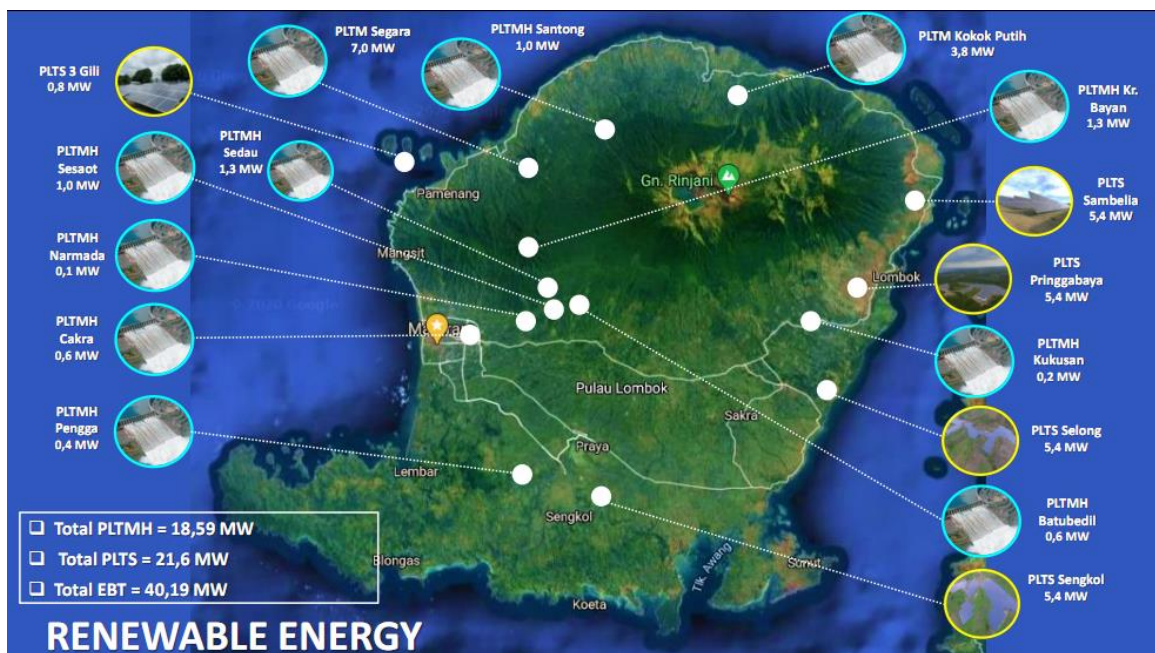 PLTM Segara
7,0 MW
PLTMH Santong
1,0 MW
PLTM Kokok Putih
3,8 MW
PLTS 3 Gili
0,8 MW
PLTMH Kr.
Bayan
1,3 MW
PLTMH
Sesaot
1,0 MW
PLTMH
Sedau
1,3 MW
Gn. Rinjani
Pamenang
PLTS
Sambelia
5,4 MW
PLTMH
Narmada
0,1 MW
Mangsit
Lombok
PLTS
Pringgabaya
5,4 MW
PLTMH
Cakra
0,6 MW
PLTMH
Kukusan
0,2 MW
Pulau Lombok
Sakra
PLTMH
Pengga
0,4 MW
PLTS Selong
5,4 MW
Praya
Lembar
PLTMH
Batubedil
0,6 MW
Sengkol
Total PLTMH = 18,59 MW
Total PLTS = 21,6 MW
Total EBT = 40,19 MW
Blongas
Tlk. Awang
Koeta
PLTS Sengkol
5,4 MW
RENEWABLE ENERGY